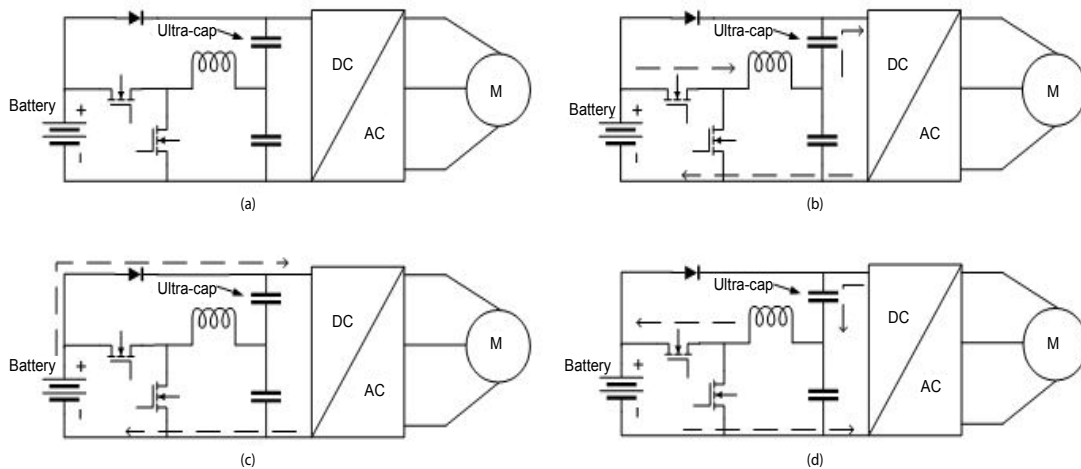 Ultra-cap
DC
AC
M
Battery
+
I
(a)
Ultra-cap
DC
AC
M
Battery
+
I
(b)
Ultra-cap
DC
AC
M
Battery
+
I
(c)
Ultra-cap
DC
AC
M
Battery
+
I
(d)